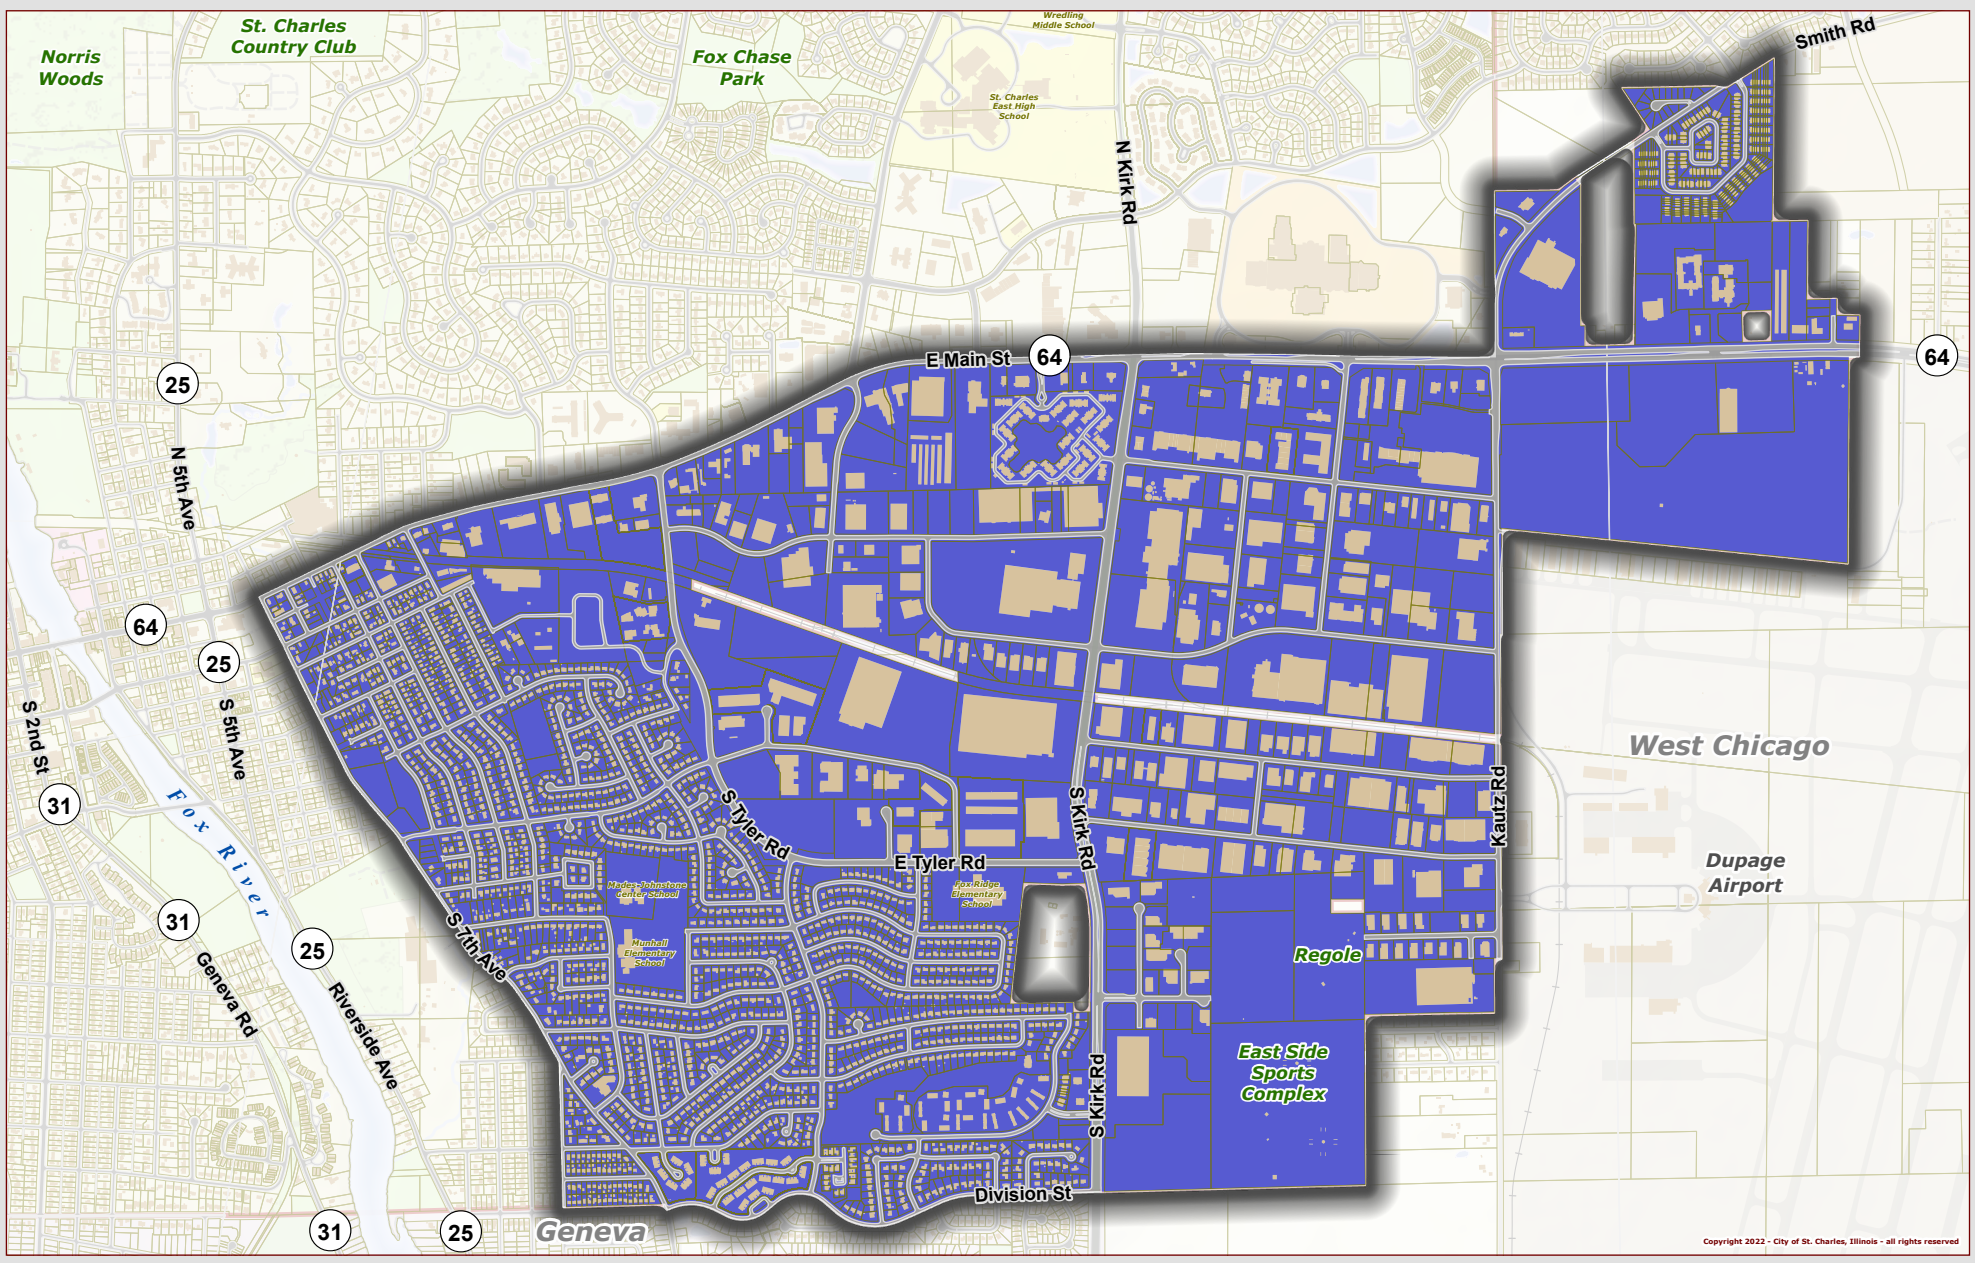 Wredling
Middle School
Smith Rd
St. Charles
Country Club
Norris
Woods
Fox Chase
Park
St. Charles
East High
School
N Kirk Rd
E Main St
64
64
25
N 5th Ave
64
25
S 5th Ave
S 2nd St
31
Fox River
West Chicago
Kautz Rd
S Tyler Rd
S Kirk Rd
E Tyler Rd
Dupage
Airport
Mades-Johnstone
Center School
Fox Ridge
Elementary
School
31
25
S 7th Ave
Munhall
Elementary
School
Regole
Geneva Rd
Riverside Ave
East Side
Sports
Complex
S Kirk Rd
Division St
31
25
Geneva
Copyright 2022 - City of St. Charles, Illinois - all rights reserved